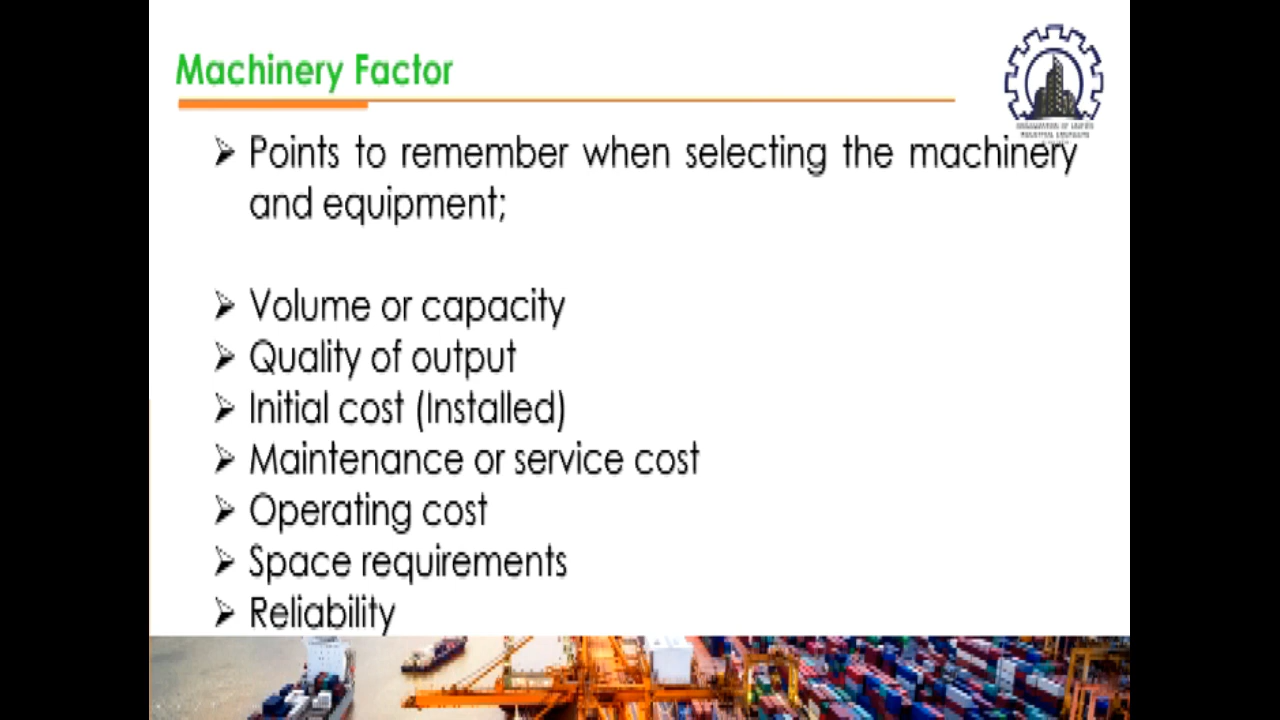 Machinery Factor
➢ Points to remember when selecting the machinery
and equipment;
➢ Volume or capacity
➢ Quality of output
➢ Initial cost (Installed)
➢ Maintenance or service cost
➢ Operating cost
➢ Space requirements
➢ Reliability